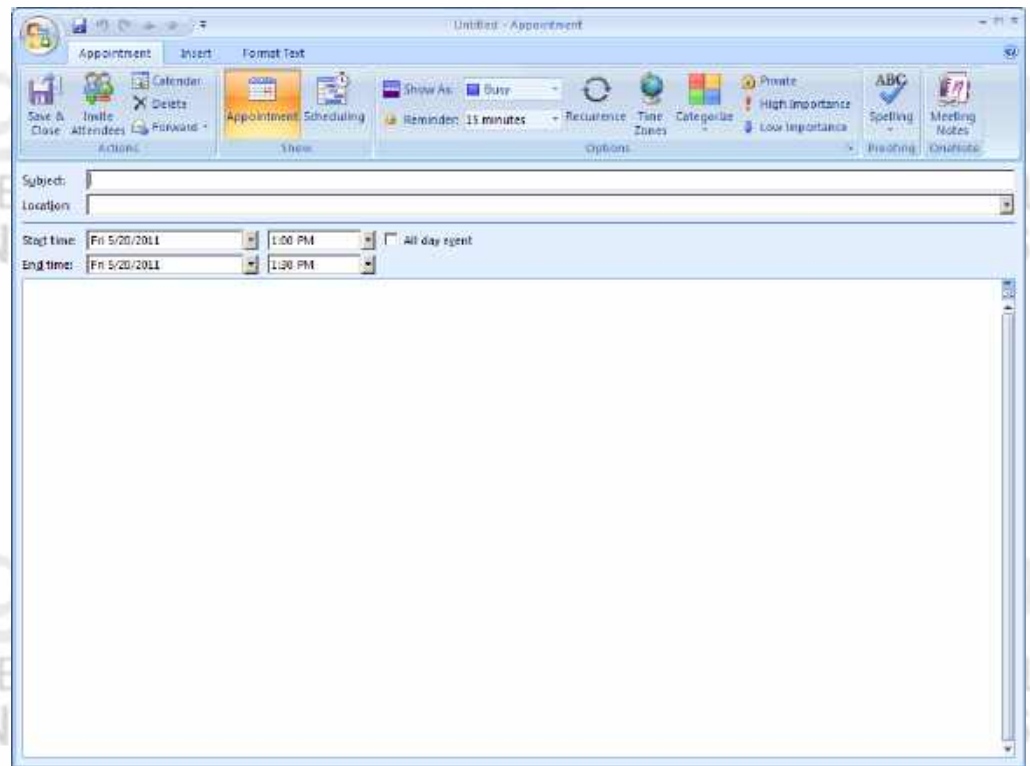 Untitled - Appointment
Appointment Insert Format Text
Save & Close
Invite Attendees
Calendar
Delete
Forward
Actions
Appointment
Scheduling
Show
Show As: Busy
Reminder: 15 minutes
Recurrence
Time Zones
Categorize
Private
High Importance
Low Importance
Options
ABC
Spelling
Proofing
Meeting Notes
OneNote
Subject:
Location:
Start time: Fri 5/20/2011 1:00 PM All day event
End time: Fri 5/20/2011 1:30 PM